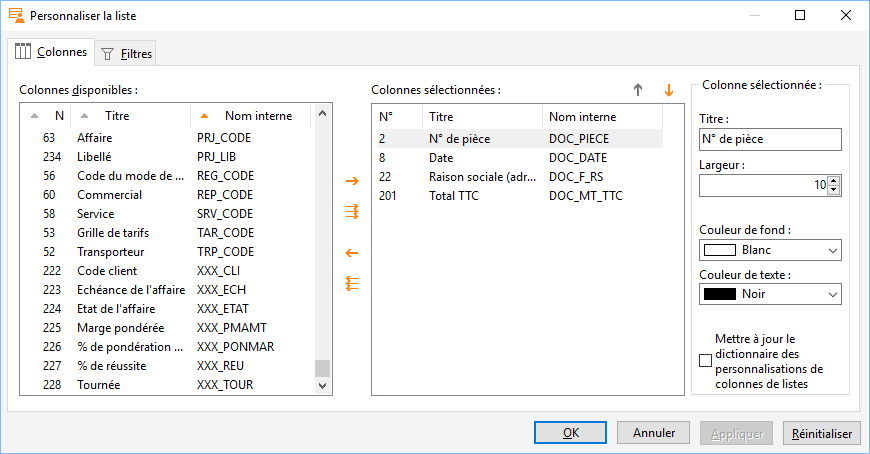 Personnaliser la liste
Colonnes
Filtres
Colonnes disponibles :
N Titre Nom interne
63 Affaire PRJ_CODE
234 Libellé PRJ_LIB
56 Code du mode de ... REG_CODE
60 Commercial REP_CODE
58 Service SRV_CODE
53 Grille de tarifs TAR_CODE
52 Transporteur TRP_CODE
222 Code client XXX_CLI
223 Echéance de l'affaire XXX_ECH
224 Etat de l'affaire XXX_ETAT
225 Marge pondérée XXX_PMAMT
226 % de pondération ... XXX_PONMAR
227 % de réussite XXX_REU
228 Tournée XXX_TOUR
Colonnes sélectionnées :
N° Titre Nom interne
2 N° de pièce DOC_PIECE
8 Date DOC_DATE
22 Raison sociale (adr... DOC_F_RS
201 Total TTC DOC_MT_TTC
Colonne sélectionnée :
Titre :
N° de pièce
Largeur :
10
Couleur de fond :
Blanc
Couleur de texte :
Noir
Mettre à jour le
dictionnaire des
personnalisations de
colonnes de listes
OK
Annuler
Appliquer
Réinitialiser